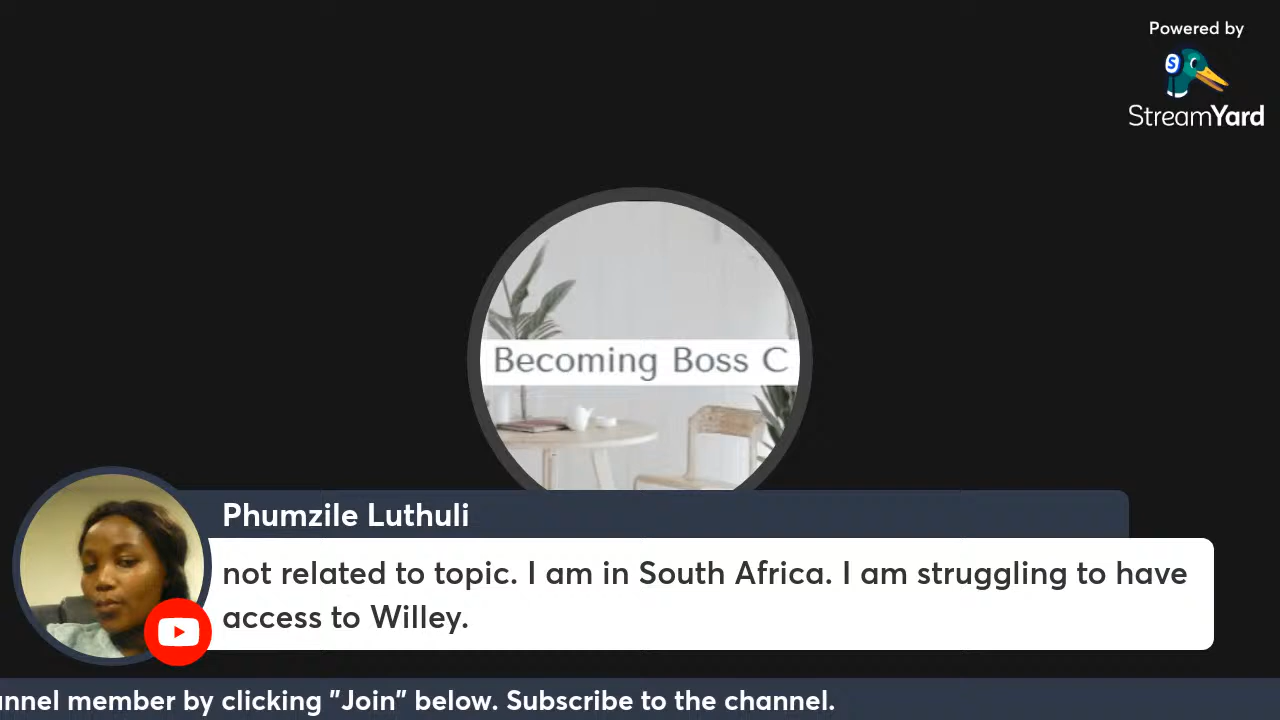 Powered by
S
StreamYard
Becoming Boss C
Phumzile Luthuli
not related to topic. I am in South Africa. I am struggling to have
access to Willey.
nnel member by clicking "Join" below. Subscribe to the channel.